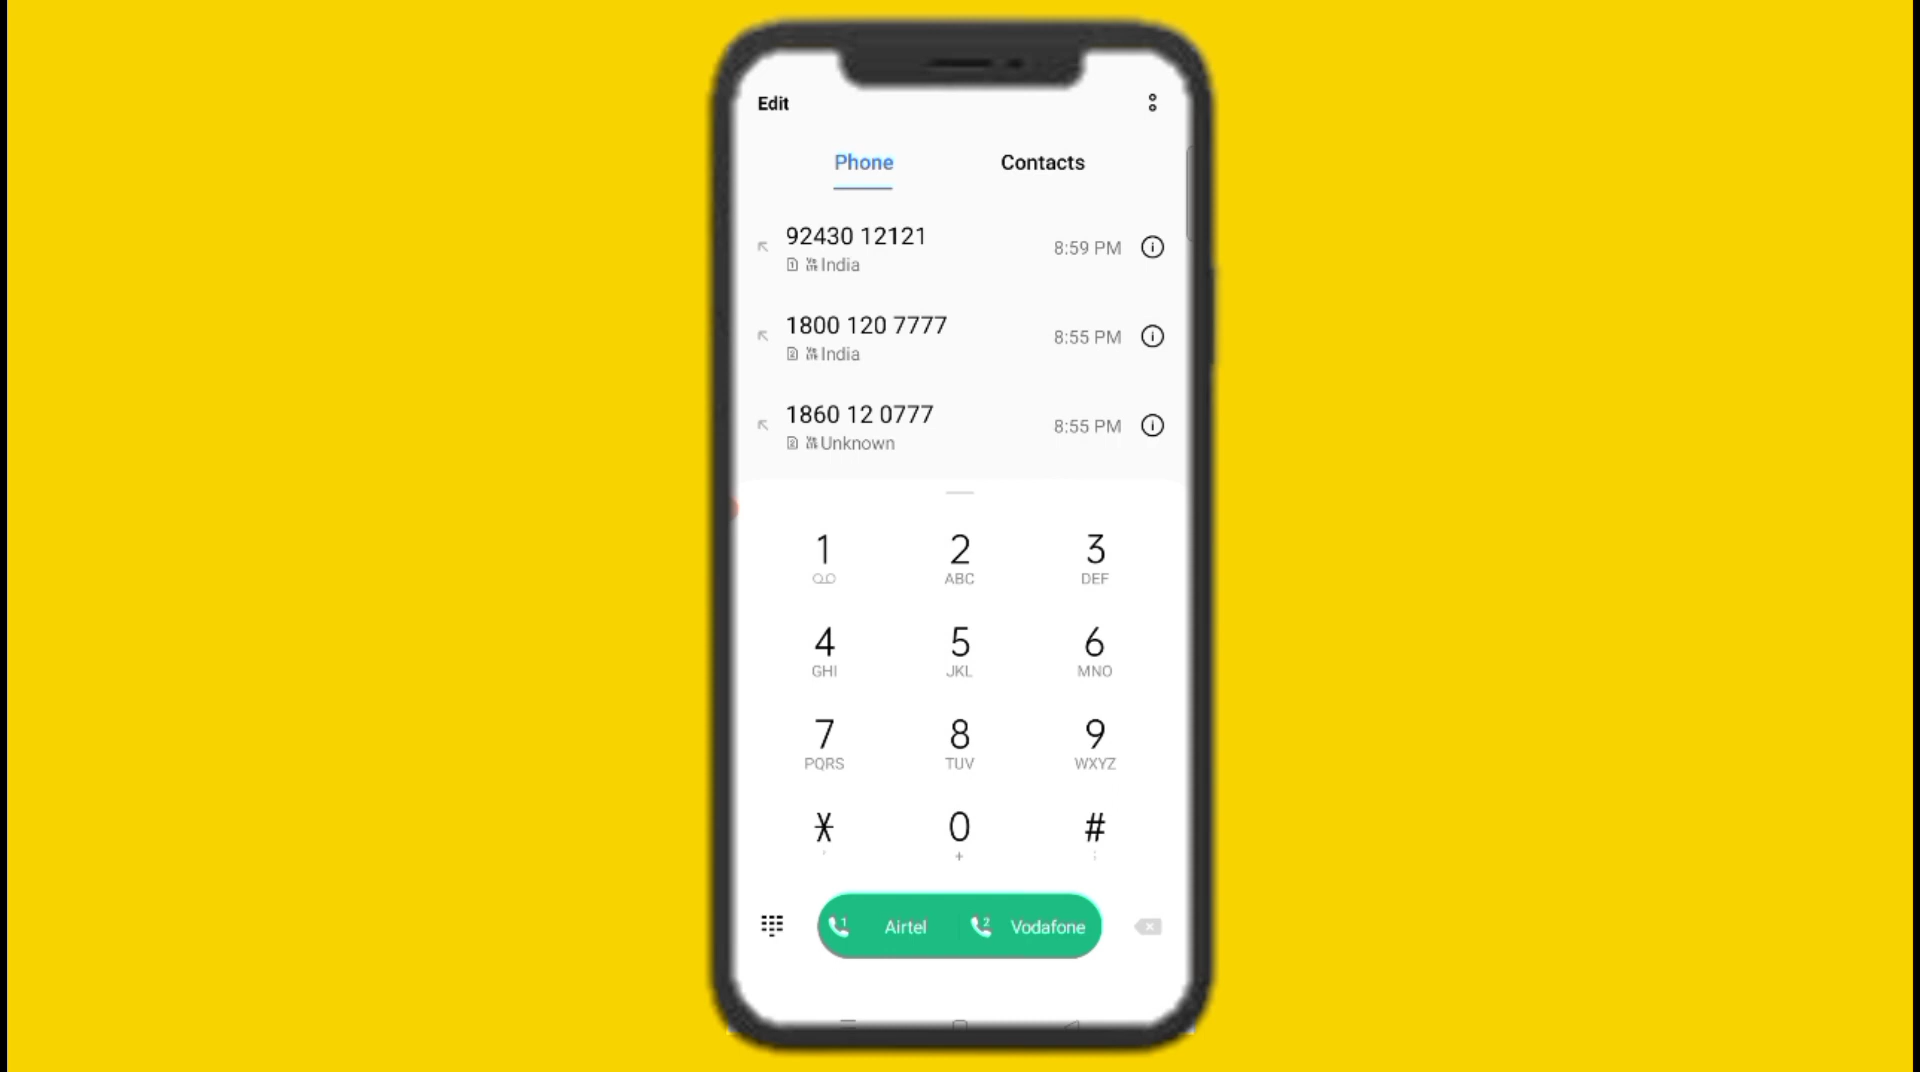 Edit
Phone Contacts
92430 12121
8:59 PM
India
1800 120 7777
8:55 PM
India
1860 12 0777
8:55 PM
Unknown
1 2 3
ABC DEF
4 5 6
GHI JKL MNO
7 8 9
PQRS TUV WXYZ
* 0 #
, + ;
1 Airtel 2 Vodafone